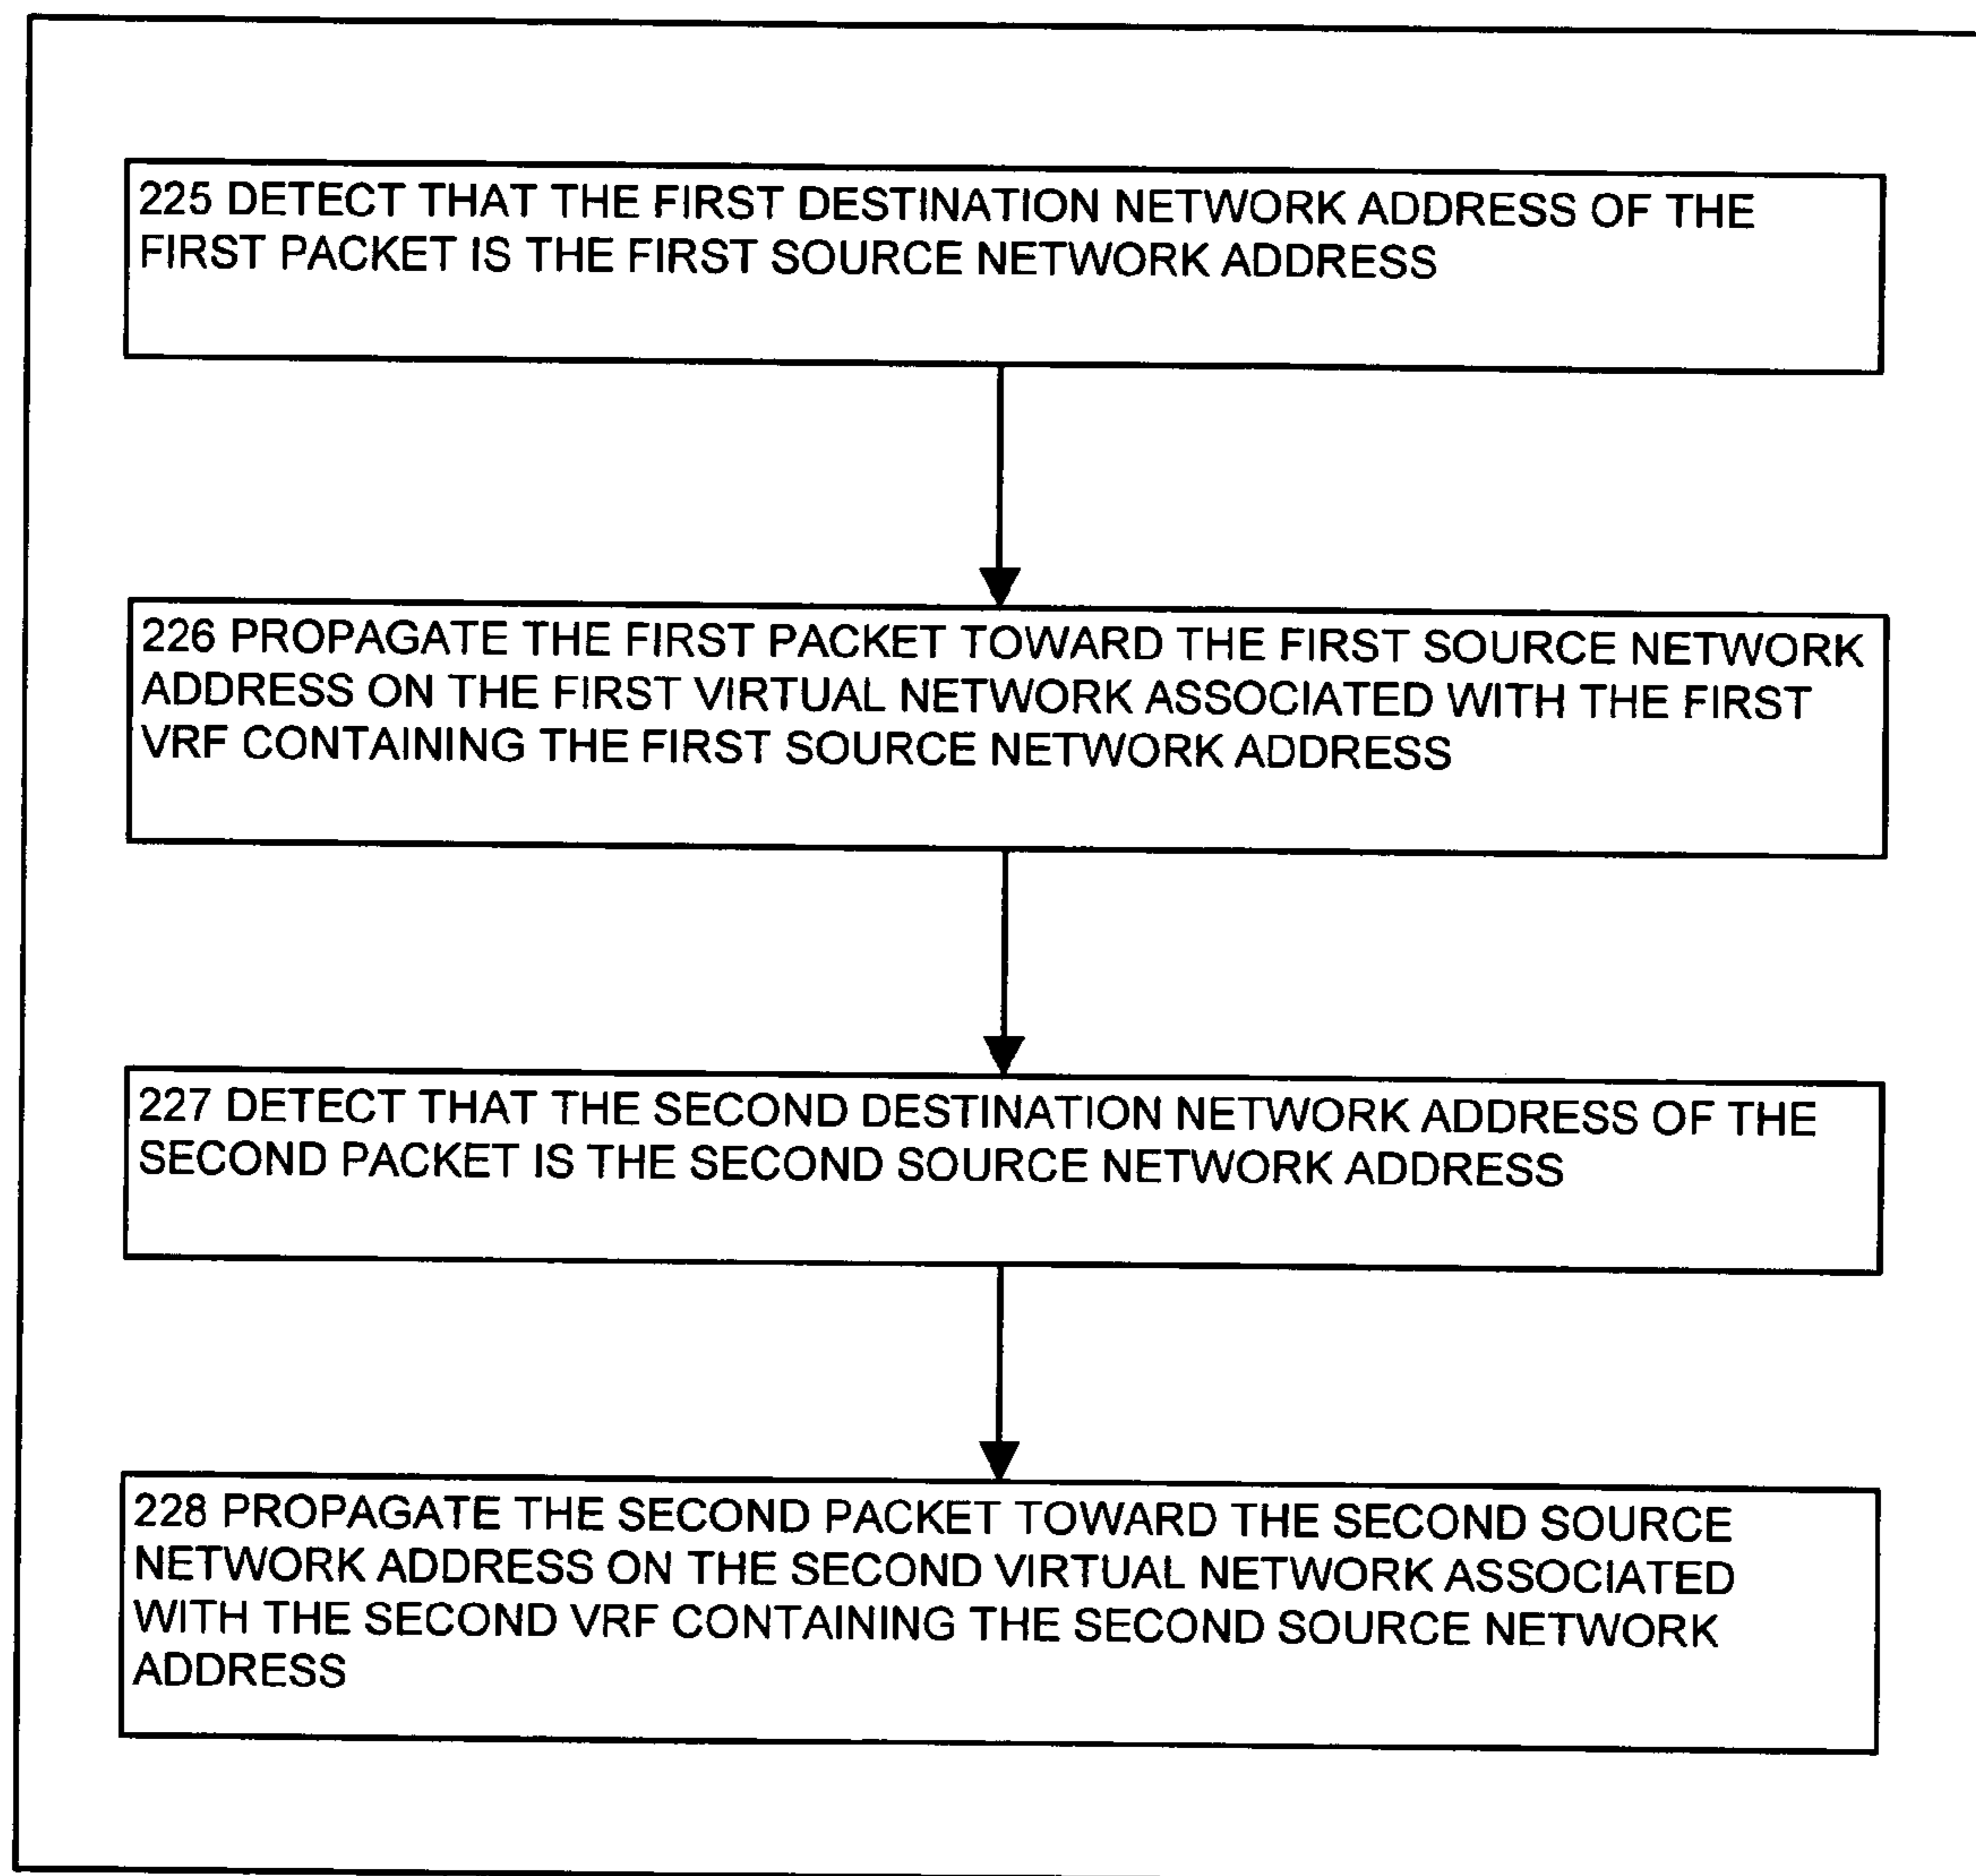 225 DETECT THAT THE FIRST DESTINATION NETWORK ADDRESS OF THE
FIRST PACKET IS THE FIRST SOURCE NETWORK ADDRESS
226 PROPAGATE THE FIRST PACKET TOWARD THE FIRST SOURCE NETWORK
ADDRESS ON THE FIRST VIRTUAL NETWORK ASSOCIATED WITH THE FIRST
VRF CONTAINING THE FIRST SOURCE NETWORK ADDRESS
227 DETECT THAT THE SECOND DESTINATION NETWORK ADDRESS OF THE
SECOND PACKET IS THE SECOND SOURCE NETWORK ADDRESS
228 PROPAGATE THE SECOND PACKET TOWARD THE SECOND SOURCE
NETWORK ADDRESS ON THE SECOND VIRTUAL NETWORK ASSOCIATED
WITH THE SECOND VRF CONTAINING THE SECOND SOURCE NETWORK
ADDRESS